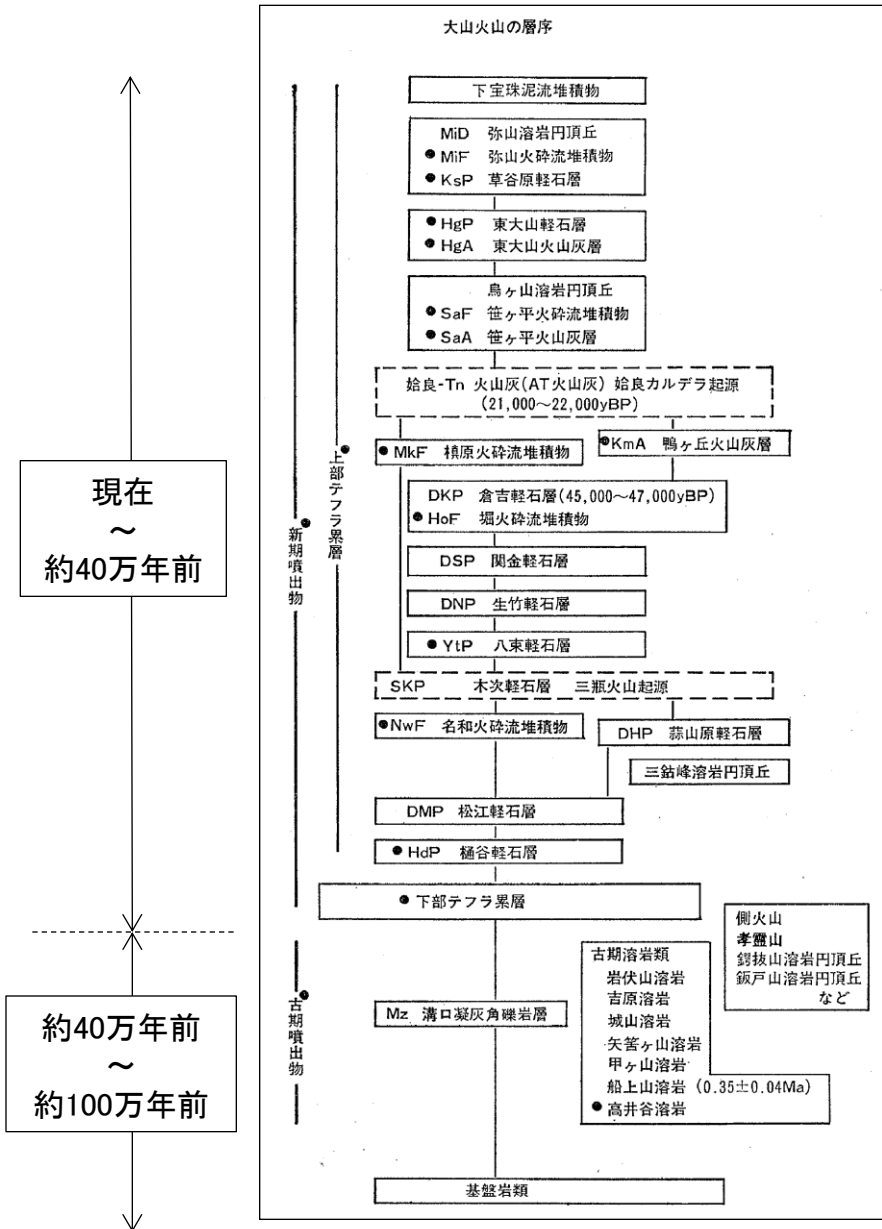 大山火山の層序
下宝珠泥流堆積物
MiD 弥山溶岩円頂丘
●MiF 弥山火砕流堆積物
●KsP 草谷原軽石層
●HgP 東大山軽石層
●HgA 東大山火山灰層
烏ヶ山溶岩円頂丘
●SaF 笹ヶ平火砕流堆積物
●SaA 笹ヶ平火山灰層
姶良-Tn 火山灰(AT火山灰) 姶良カルデラ起源
(21,000～22,000yBP)
●MkF 槙原火砕流堆積物
●KmA 鴨ヶ丘火山灰層
DKP 倉吉軽石層(45,000～47,000yBP)
●HoF 堀火砕流堆積物
DSP 関金軽石層
DNP 生竹軽石層
●YtP 八束軽石層
SKP 木次軽石層 三瓶火山起源
●NwF 名和火砕流堆積物
DHP 蒜山原軽石層
三鈷峰溶岩円頂丘
DMP 松江軽石層
●HdP 樋谷軽石層
●下部テフラ累層
上部テフラ累層●
新期噴出物●
現在
～
約40万年前
側火山
孝霊山
鍔抜山溶岩円頂丘
鈑戸山溶岩円頂丘
など
古期溶岩類
岩伏山溶岩
吉原溶岩
城山溶岩
矢筈ヶ山溶岩
甲ヶ山溶岩
船上山溶岩 (0.35±0.04Ma)
●高井谷溶岩
Mz 溝口凝灰角礫岩層
古期噴出物●
約40万年前
～
約100万年前
基盤岩類